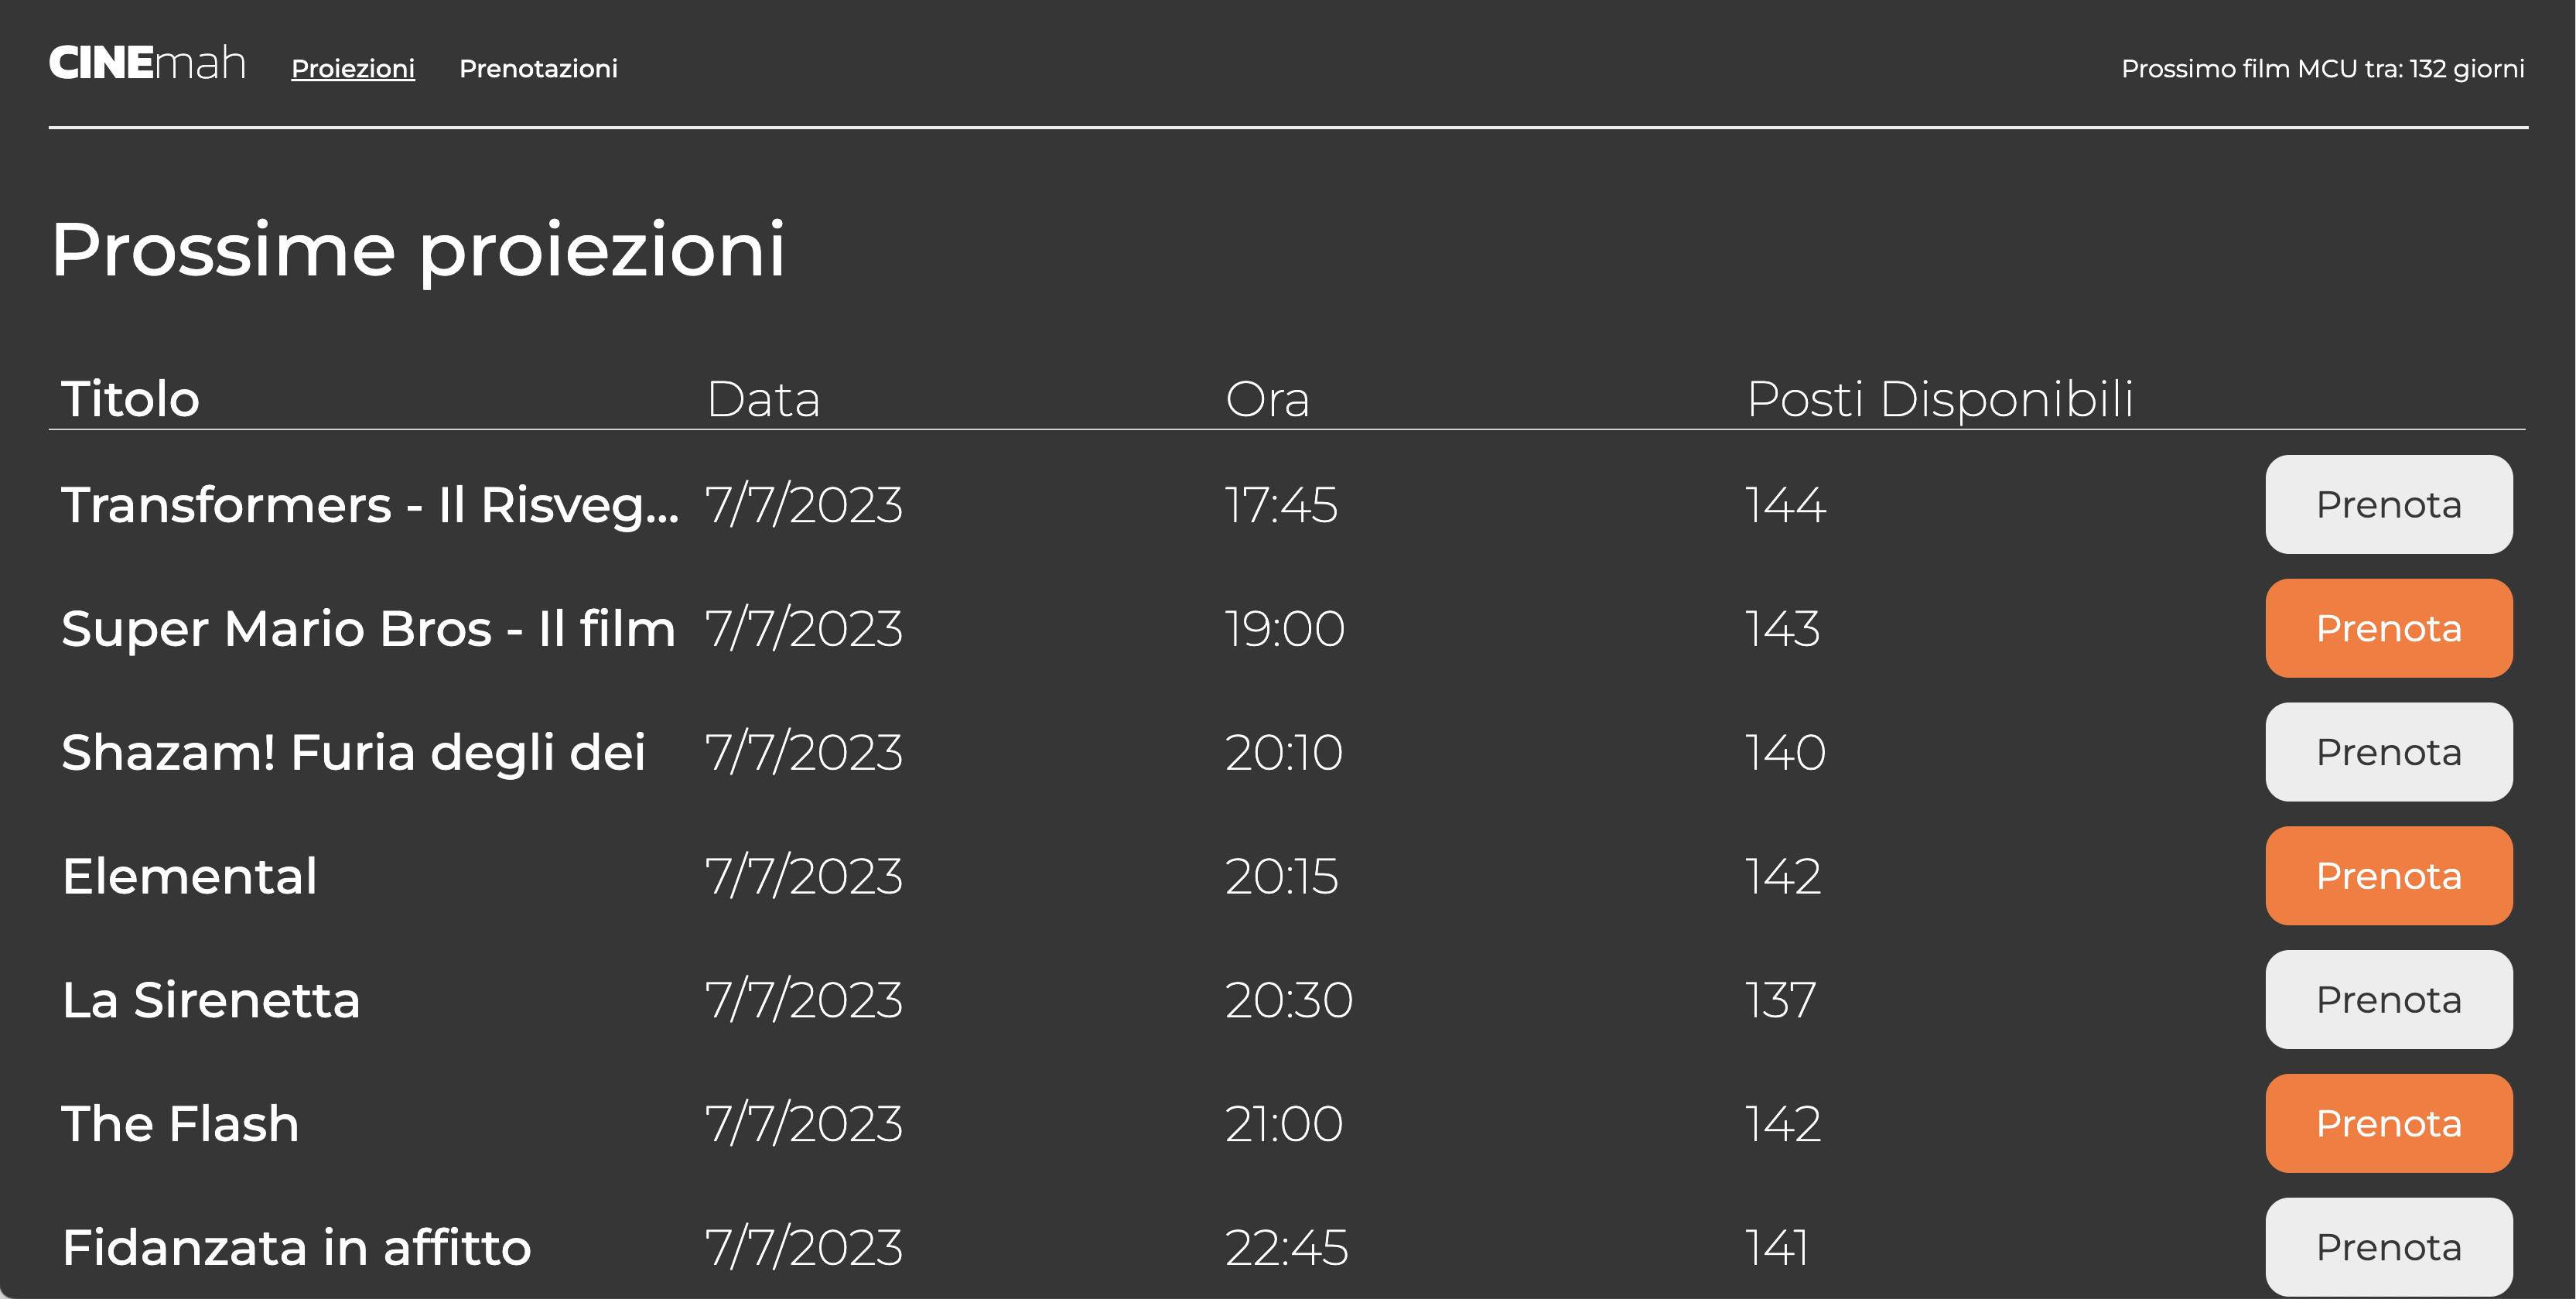 CINEmah Proiezioni Prenotazioni Prossimo film MCU tra: 132 giorni
Prossime proiezioni
Titolo Data Ora Posti Disponibili
Transformers - Il Risveg... 7/7/2023 17:45 144 Prenota
Super Mario Bros - Il film 7/7/2023 19:00 143 Prenota
Shazam! Furia degli dei 7/7/2023 20:10 140 Prenota
Elemental 7/7/2023 20:15 142 Prenota
La Sirenetta 7/7/2023 20:30 137 Prenota
The Flash 7/7/2023 21:00 142 Prenota
Fidanzata in affitto 7/7/2023 22:45 141 Prenota